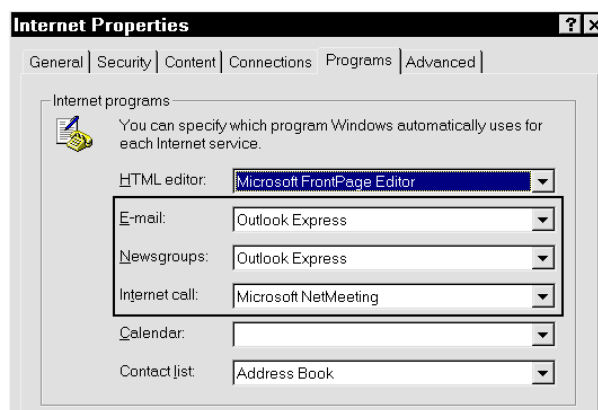 Internet Properties ? ×
General Security Content Connections Programs Advanced
Internet programs
You can specify which program Windows automatically uses for
each Internet service.
HTML editor: Microsoft FrontPage Editor
E-mail: Outlook Express
Newsgroups: Outlook Express
Internet call: Microsoft NetMeeting
Calendar:
Contact list: Address Book